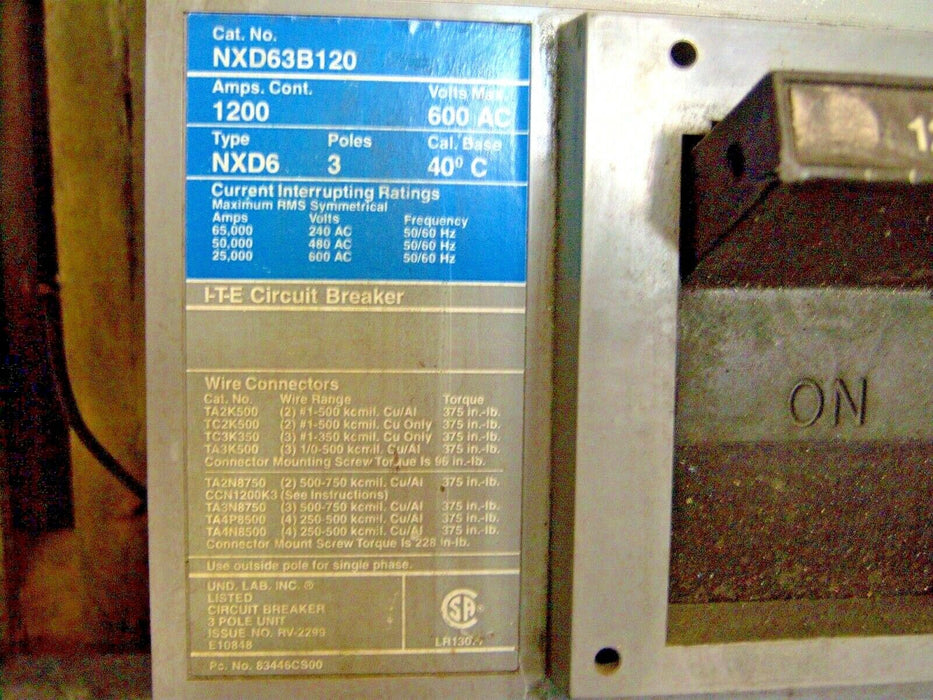 Cat. No.
NXD63B120
Amps. Cont. Volts Max.
1200 600 AC
Type Poles Cal. Base
NXD6 3 40⁰ C
Current Interrupting Ratings
Maximum RMS Symmetrical
Amps Volts Frequency
65,000 240 AC 50/60 Hz
50,000 480 AC 50/60 Hz
25,000 600 AC 50/60 Hz
I-T-E Circuit Breaker
Wire Connectors
Cat. No. Wire Range Torque
TA2K500 (2) #1-500 kcmil. Cu/Al 375 in.-lb.
TC2K500 (2) #1-500 kcmil. Cu Only 375 in.-lb.
TC3K350 (3) #1-350 kcmil. Cu Only 375 in.-lb.
TA3K500 (3) 1/0-500 kcmil. Cu/Al 375 in.-lb.
Connector Mounting Screw Torque Is 96 in.-lb.
TA2N8750 (2) 500-750 kcmil. Cu/Al 375 in.-lb.
CCN1200K3 (See Instructions)
TA3N8750 (3) 500-750 kcmil. Cu/Al 375 in.-lb.
TA4P8500 (4) 250-500 kcmil. Cu/Al 375 in.-lb.
TA4N8500 (4) 250-500 kcmil. Cu/Al 375 in.-lb.
Connector Mount Screw Torque Is 228 in-lb.
Use outside pole for single phase.
UND. LAB. INC. ®
LISTED
CIRCUIT BREAKER
3 POLE UNIT
ISSUE NO. RV-2299
E10848
CSA®
Pc. No. 83446CS00
12
ON